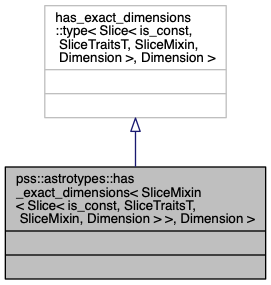 has_exact_dimensions
::type< Slice< is_const,
SliceTraitsT, SliceMixin,
Dimension >, Dimension >
pss::astrotypes::has
_exact_dimensions< SliceMixin
< Slice< is_const, SliceTraitsT,
SliceMixin, Dimension > >, Dimension >